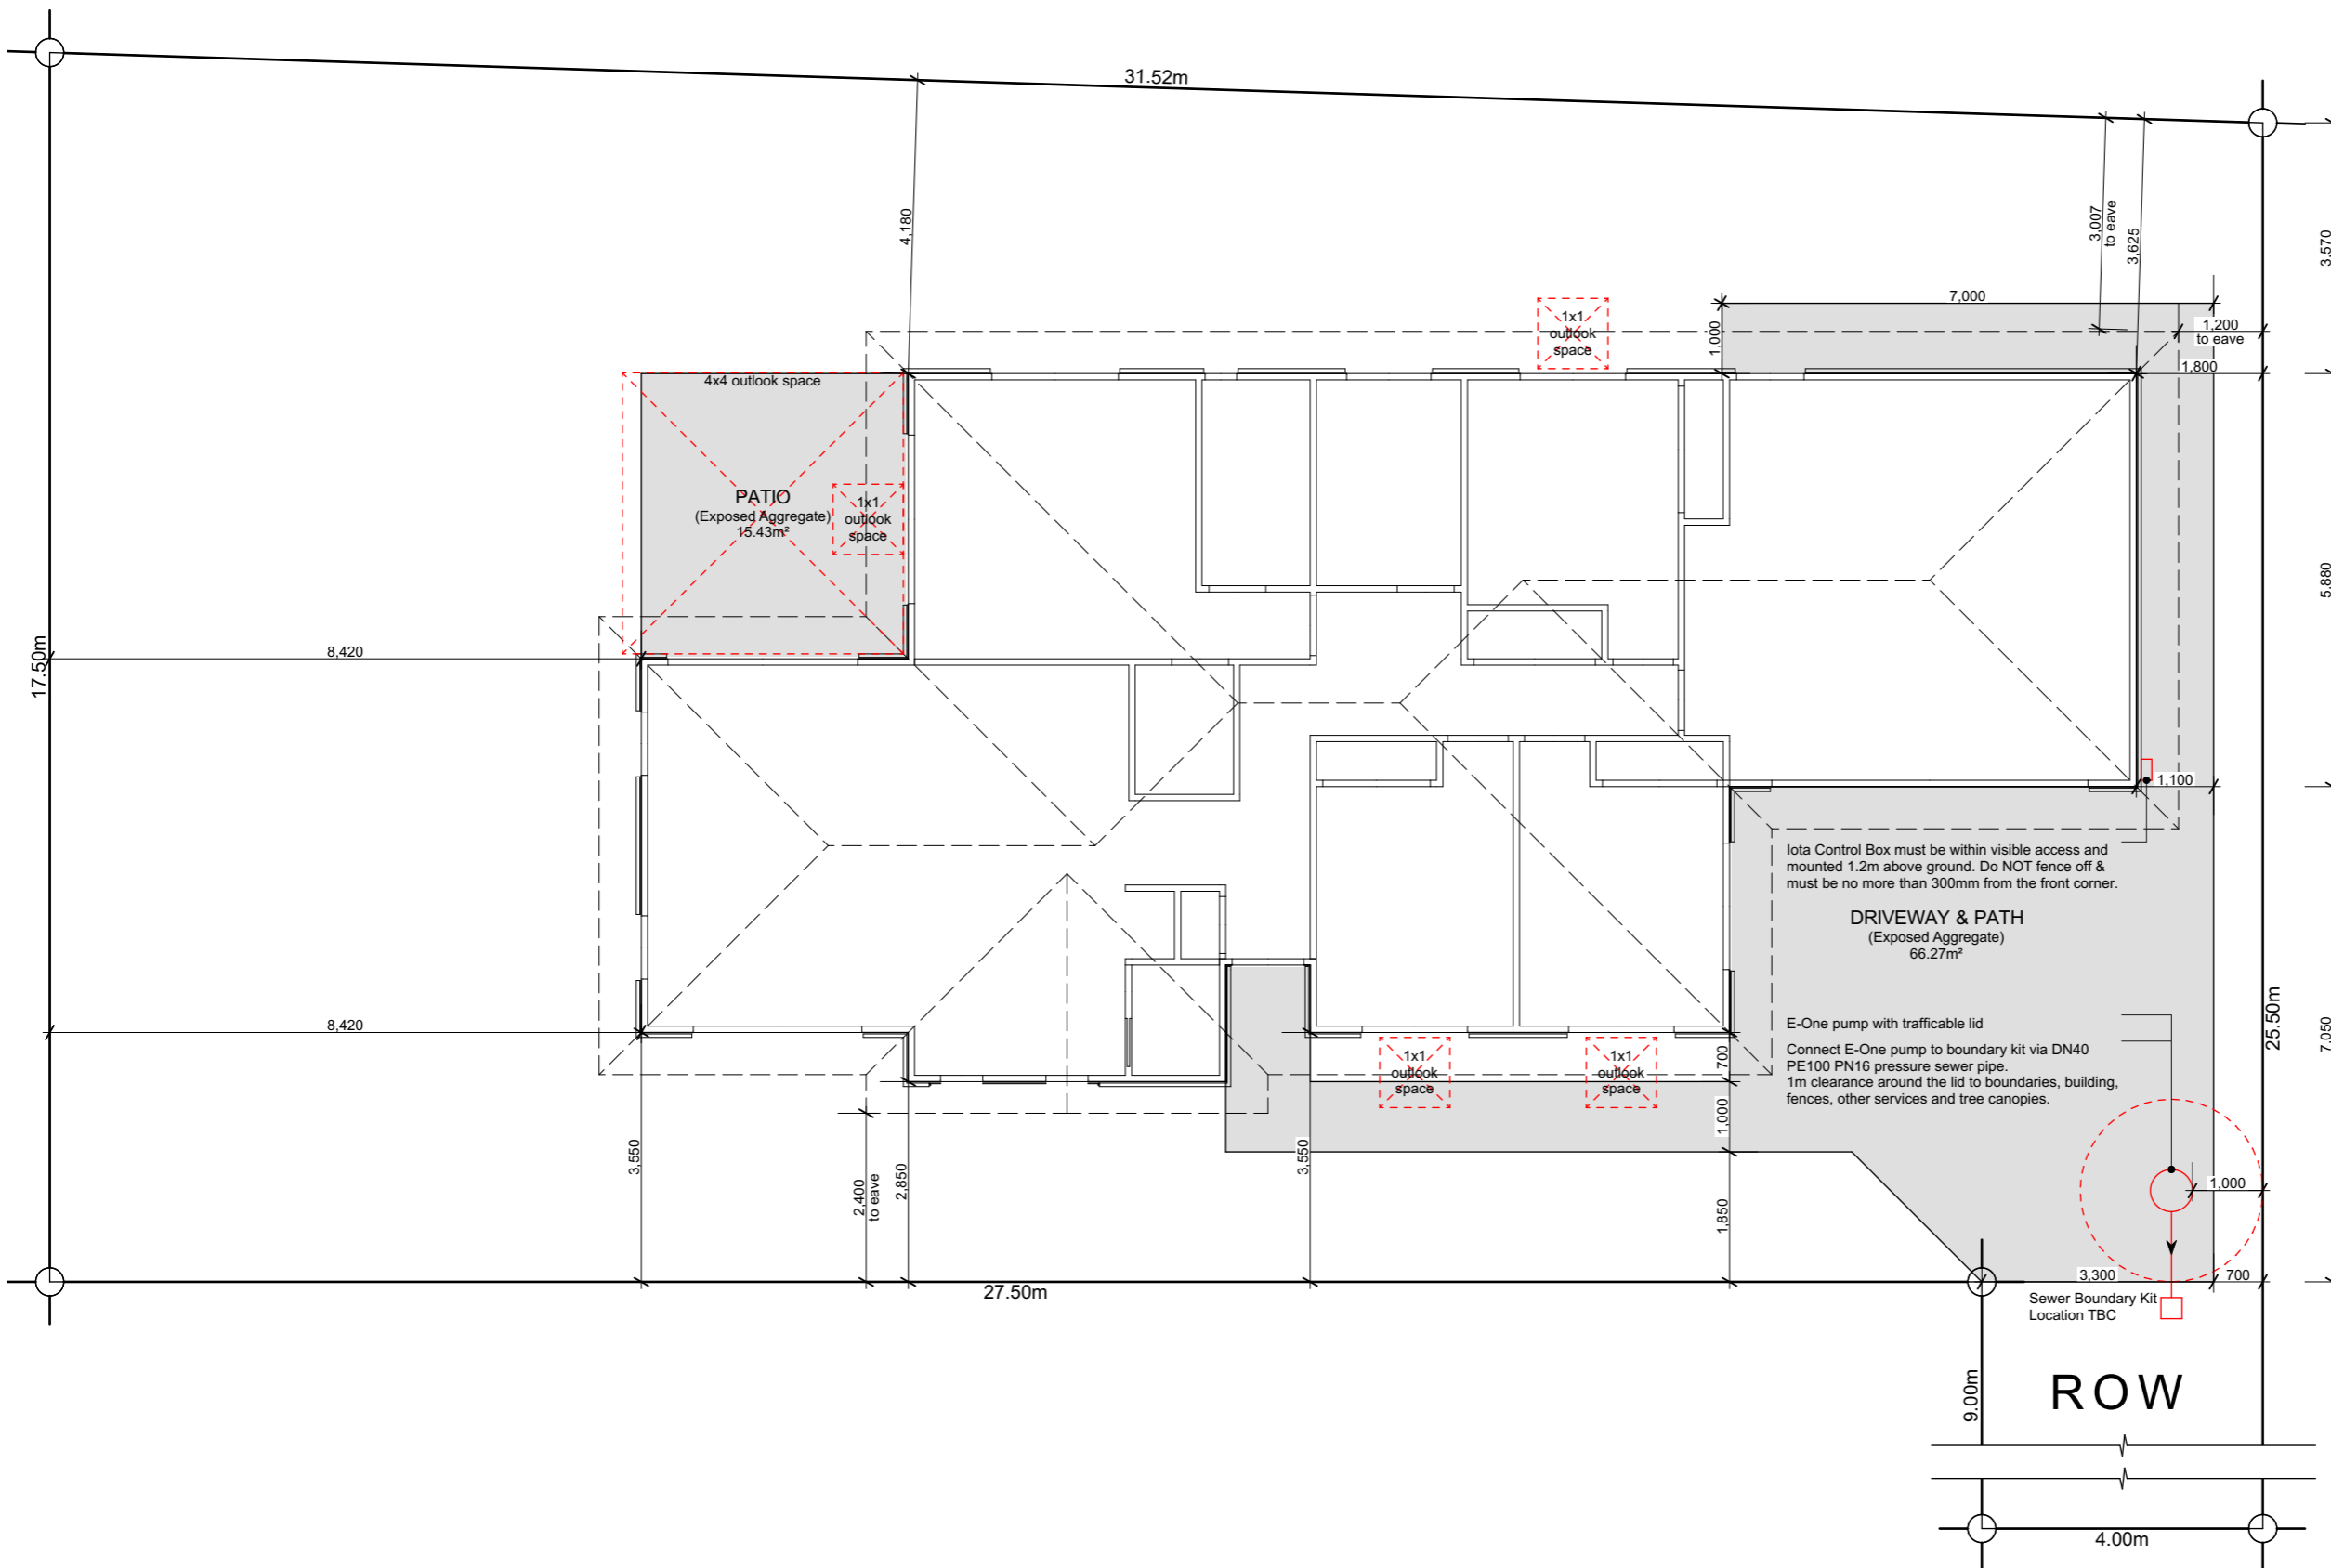 31.52m
4,180
3,007
to eave
3,625
3.570
7,000
1x1
outlook
space
1,000
1,200
to eave
1,800
4x4 outlook space
PATIO
(Exposed Aggregate)
15.43m²
1x1
outlook
space
5.880
17.50m
8,420
1,100
Iota Control Box must be within visible access and
mounted 1.2m above ground. Do NOT fence off &
must be no more than 300mm from the front corner.
DRIVEWAY & PATH
(Exposed Aggregate)
66.27m²
8,420
E-One pump with trafficable lid
Connect E-One pump to boundary kit via DN40
PE100 PN16 pressure sewer pipe.
1m clearance around the lid to boundaries, building,
fences, other services and tree canopies.
25.50m
7.050
1x1
outlook
space
1x1
outlook
space
700
1,000
3,550
2,400
to eave
2,850
3,550
1,850
1,000
27.50m
3,300
700
Sewer Boundary Kit
Location TBC
9.00m
ROW
4.00m